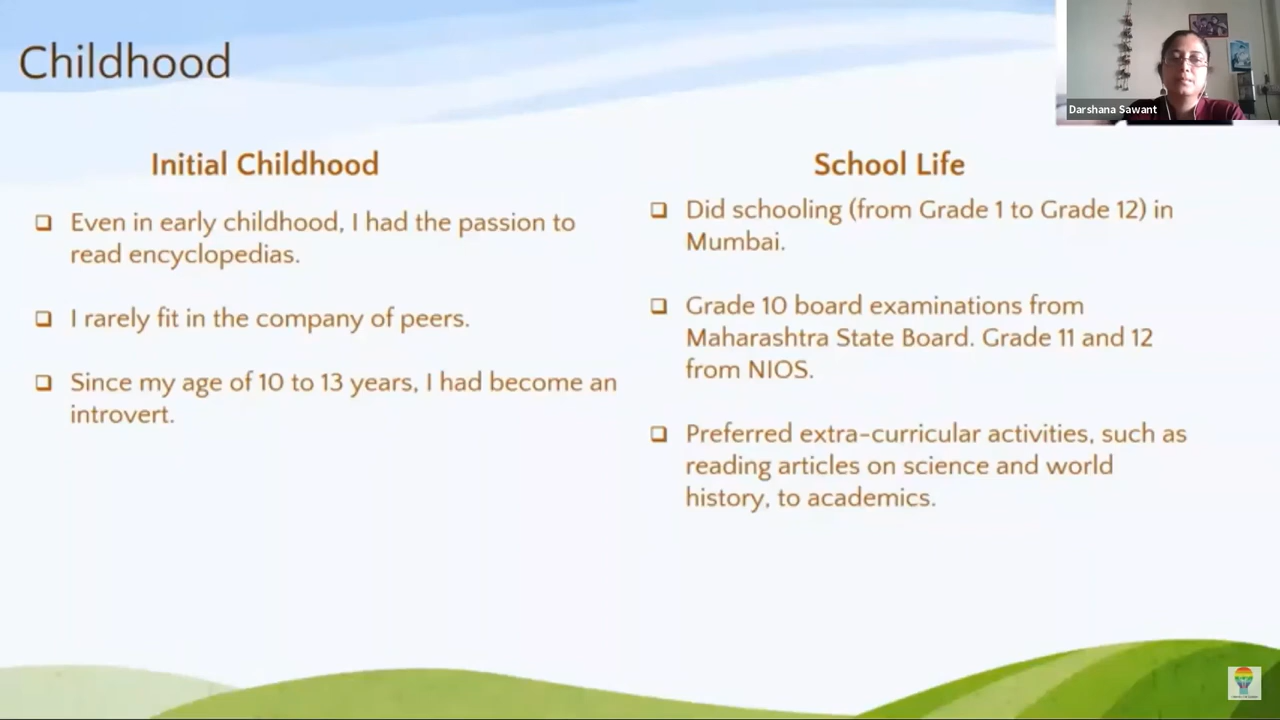 Childhood
Darshana Sawant
Initial Childhood
Even in early childhood, I had the passion to
read encyclopedias.
I rarely fit in the company of peers.
Since my age of 10 to 13 years, I had become an
introvert.
School Life
Did schooling (from Grade 1 to Grade 12) in
Mumbai.
Grade 10 board examinations from
Maharashtra State Board. Grade 11 and 12
from NIOS.
Preferred extra-curricular activities, such as
reading articles on science and world
history, to academics.